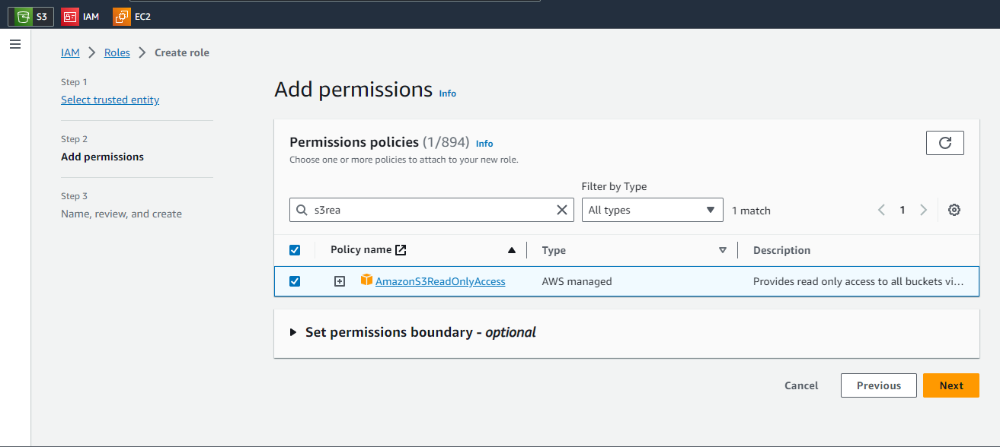 S3 IAM EC2
IAM Roles Create role
Step 1
Select trusted entity
Step 2
Add permissions
Step 3
Name, review, and create
Add permissions Info
Permissions policies (1/894) Info
Choose one or more policies to attach to your new role.
Filter by Type
s3rea All types 1 match 1
Policy name Type Description
AmazonS3ReadOnlyAccess AWS managed Provides read only access to all buckets vi...
Set permissions boundary - optional
Cancel Previous Next